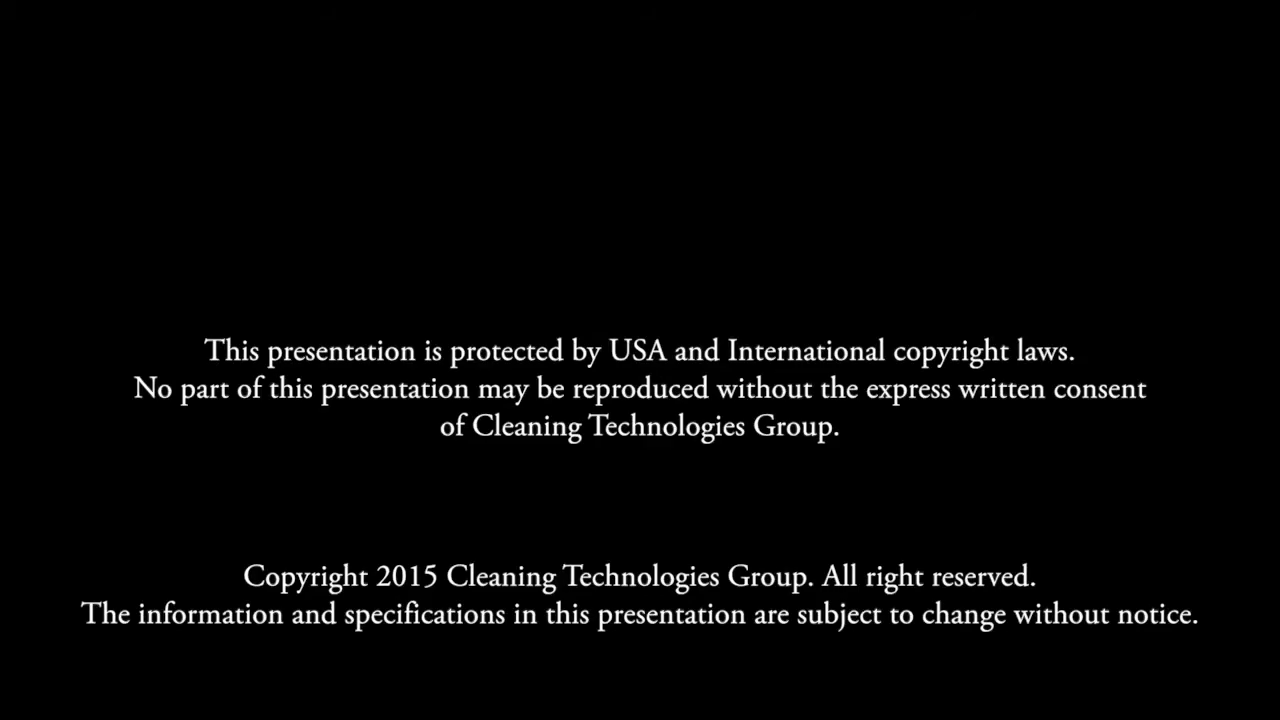 This presentation is protected by USA and International copyright laws.
No part of this presentation may be reproduced without the express written consent
of Cleaning Technologies Group.
Copyright 2015 Cleaning Technologies Group. All right reserved.
The information and specifications in this presentation are subject to change without notice.